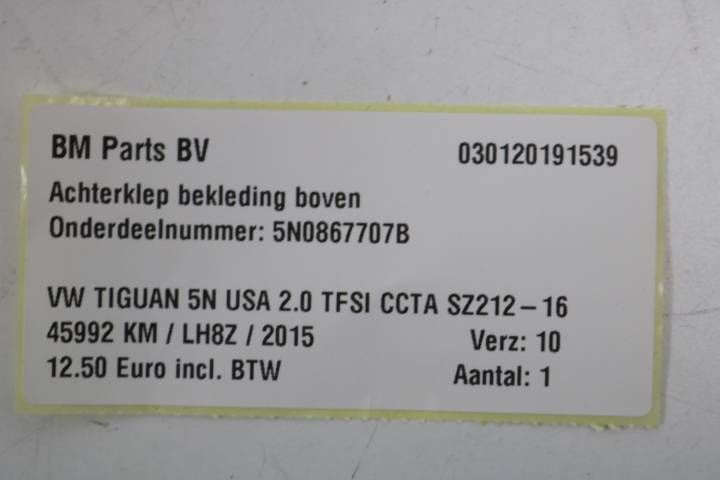 BM Parts BV 030120191539
Achterklep bekleding boven
Onderdeelnummer: 5N0867707B
VW TIGUAN 5N USA 2.0 TFSI CCTA SZ212-16
45992 KM / LH8Z / 2015 Verz: 10
12.50 Euro incl. BTW Aantal: 1